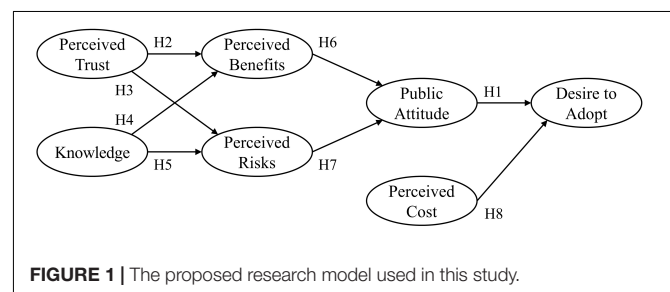 Perceived
Trust
H2
Perceived
Benefits
H6
H3
Public
Attitude
H1
Desire to
Adopt
H4
Knowledge
H5
Perceived
Risks
H7
Perceived
Cost
H8
FIGURE 1 | The proposed research model used in this study.